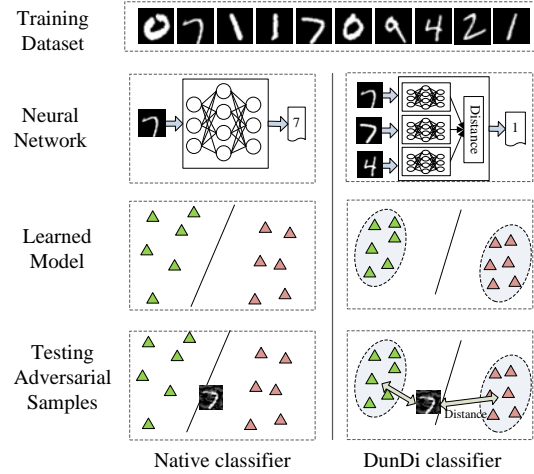 Training
Dataset
Neural
Network
7
Distance
1
Learned
Model
Testing
Adversarial
Samples
Distance
Native classifier
DunDi classifier